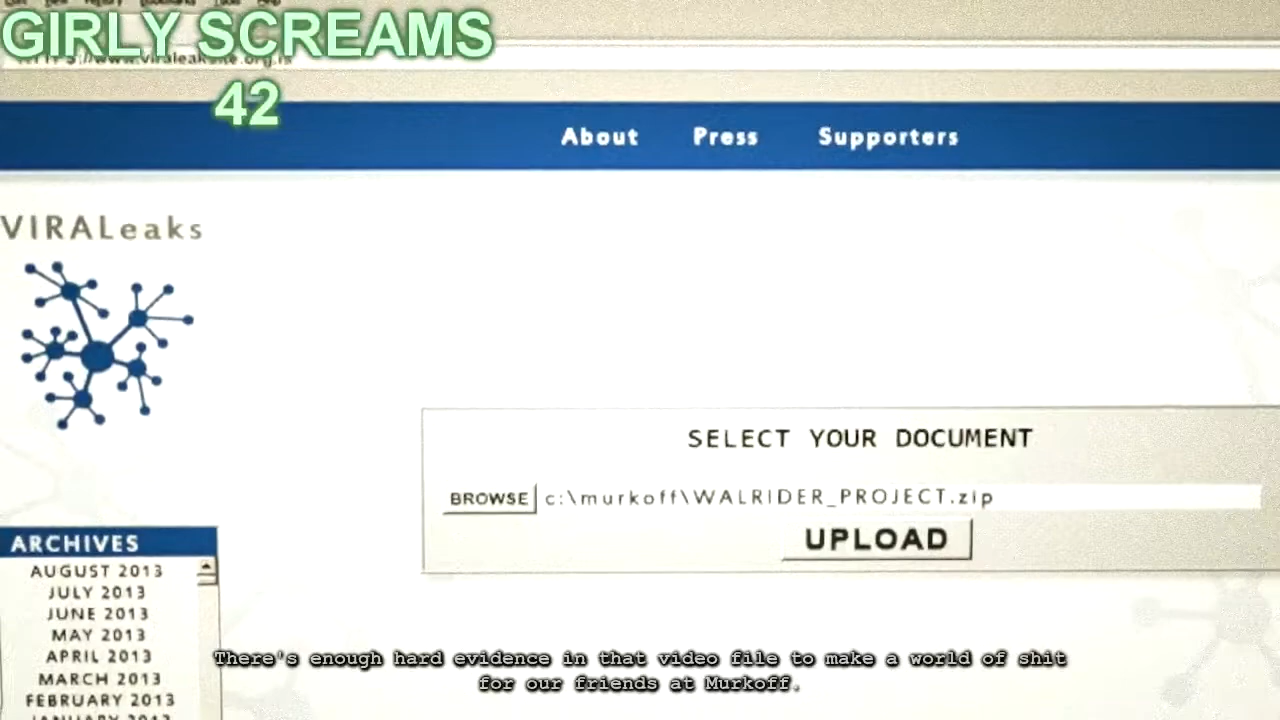 GIRLY SCREAMS
42
About Press Supporters
VIRALeaks
SELECT YOUR DOCUMENT
BROWSE c:\murkoff\WALRIDER_PROJECT.zip
UPLOAD
ARCHIVES
AUGUST 2013
JULY 2013
JUNE 2013
MAY 2013
APRIL 2013
MARCH 2013
FEBRUARY 2013
JANUARY 2013
There's enough hard evidence in that video file to make a world of shit
for our friends at Murkoff.